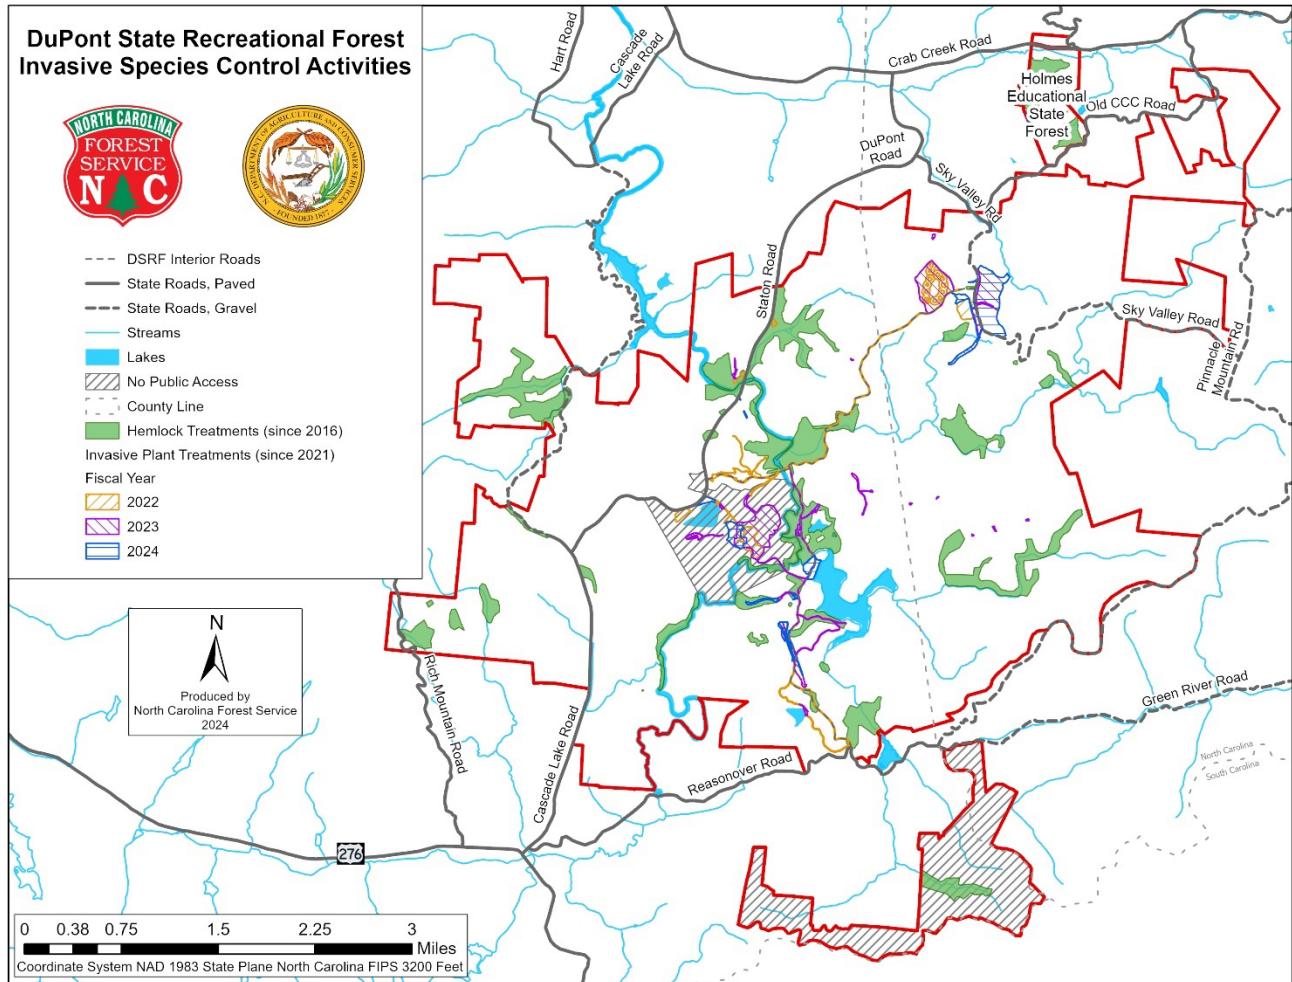 DuPont State Recreational Forest
Invasive Species Control Activities
NORTH CAROLINA
FOREST
SERVICE
N C
N.C. DEPARTMENT OF AGRICULTURE AND CONSUMER SERVICES
FOUNDED 1877
DSRF Interior Roads
State Roads, Paved
State Roads, Gravel
Streams
Lakes
No Public Access
County Line
Hemlock Treatments (since 2016)
Invasive Plant Treatments (since 2021)
Fiscal Year
2022
2023
2024
N
Produced by
North Carolina Forest Service
2024
Hart Road
Cascade
Lake Road
Crab Creek Road
Holmes
Educational
State
Forest
Old CCC Road
DuPont
Road
Sky Valley Rd
Staton Road
Sky Valley Road
Pinnacle
Mountain Rd
Green River Road
North Carolina
South Carolina
Reasonover Road
Cascade Lake Road
Rich Mountain Road
276
0 0.38 0.75 1.5 2.25 3
Miles
Coordinate System NAD 1983 State Plane North Carolina FIPS 3200 Feet